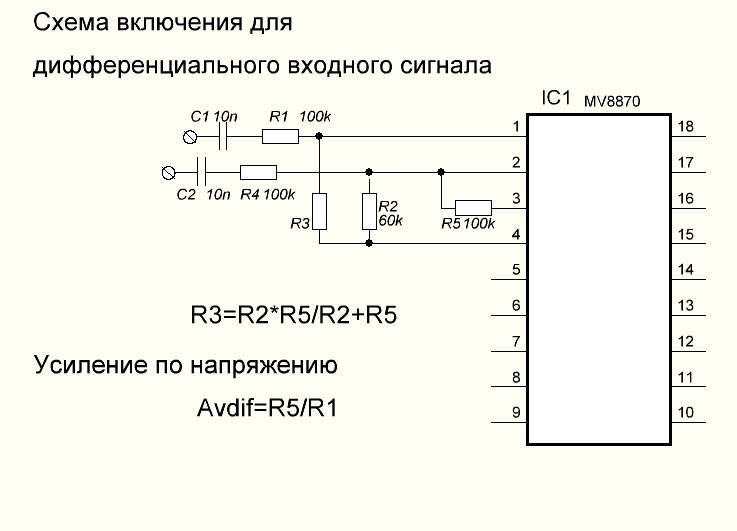 Схема включения для
дифференциального входного сигнала
IC1 MV8870
C1 10n R1 100k
1 18
2 17
C2 10n R4 100k
R2
60k
R3
R5 100k
3 16
4 15
5 14
R3=R2*R5/R2+R5
6 13
7 12
Усиление по напряжению
8 11
Avdif=R5/R1
9 10